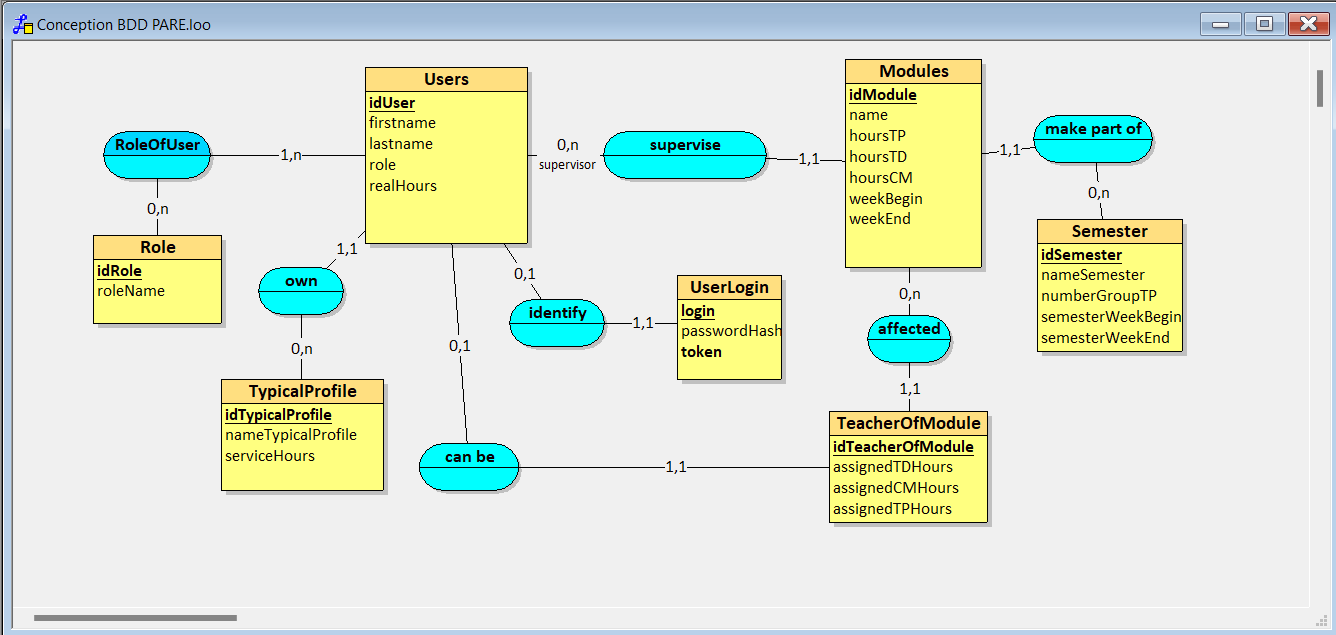 Conception BDD PARE.loo
Users
idUser
firstname
lastname
role
realHours
Modules
idModule
name
hoursTP
hoursTD
hoursCM
weekBegin
weekEnd
RoleOfUser
1,n
0,n
supervisor
supervise
1,1
1,1
make part of
0,n
0,n
Role
idRole
roleName
1,1
own
0,n
TypicalProfile
idTypicalProfile
nameTypicalProfile
serviceHours
0,1
identify
1,1
UserLogin
login
passwordHash
token
0,1
can be
1,1
0,n
affected
1,1
Semester
idSemester
nameSemester
numberGroupTP
semesterWeekBegin
semesterWeekEnd
TeacherOfModule
idTeacherOfModule
assignedTDHours
assignedCMHours
assignedTPHours